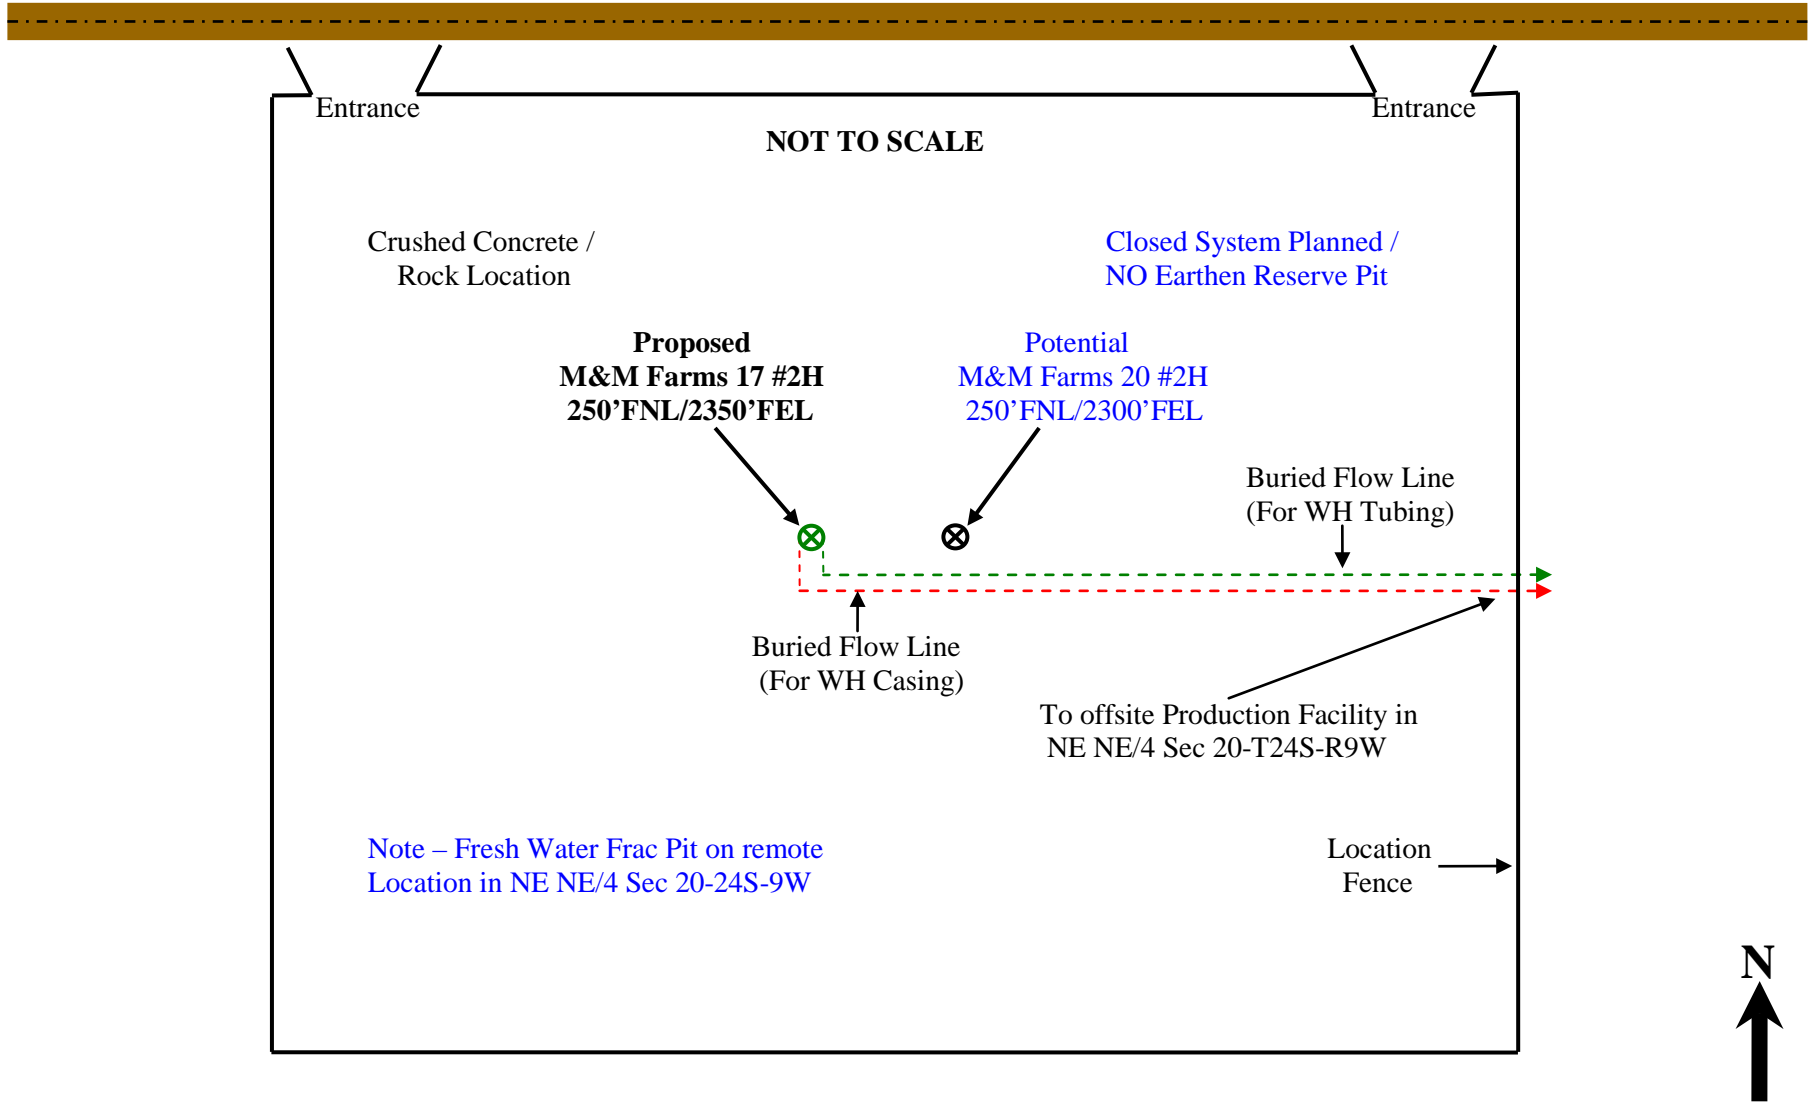 Entrance
Entrance
NOT TO SCALE
Crushed Concrete /
Rock Location
Closed System Planned /
NO Earthen Reserve Pit
Proposed
M&M Farms 17 #2H
250’FNL/2350’FEL
Potential
M&M Farms 20 #2H
250’FNL/2300’FEL
Buried Flow Line
(For WH Tubing)
Buried Flow Line
(For WH Casing)
To offsite Production Facility in
NE NE/4 Sec 20-T24S-R9W
Note – Fresh Water Frac Pit on remote
Location in NE NE/4 Sec 20-24S-9W
Location
Fence
N